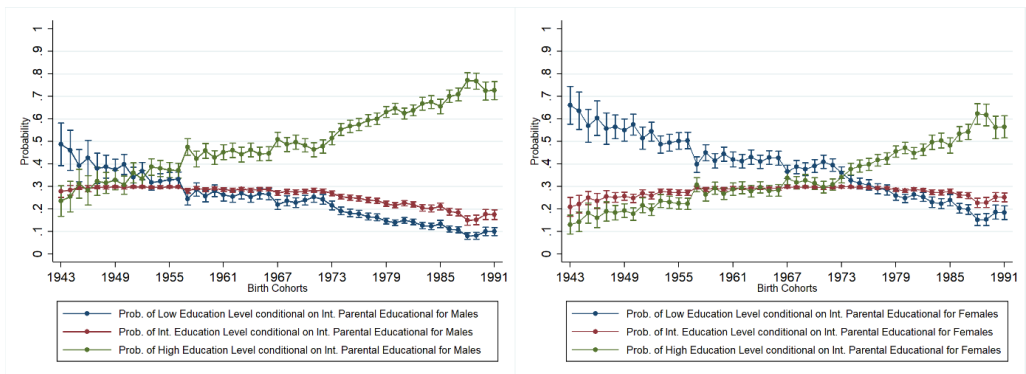 1
.9
.8
.7
.6
.5
.4
.3
.2
.1
0
Probability
1943 1949 1955 1961 1967 1973 1979 1985 1991
Birth Cohorts
Prob. of Low Education Level conditional on Int. Parental Educational for Males
Prob. of Int. Education Level conditional on Int. Parental Educational for Males
Prob. of High Education Level conditional on Int. Parental Educational for Males
1
.9
.8
.7
.6
.5
.4
.3
.2
.1
0
Probability
1943 1949 1955 1961 1967 1973 1979 1985 1991
Birth Cohorts
Prob. of Low Education Level conditional on Int. Parental Educational for Females
Prob. of Int. Education Level conditional on Int. Parental Educational for Females
Prob. of High Education Level conditional on Int. Parental Educational for Females